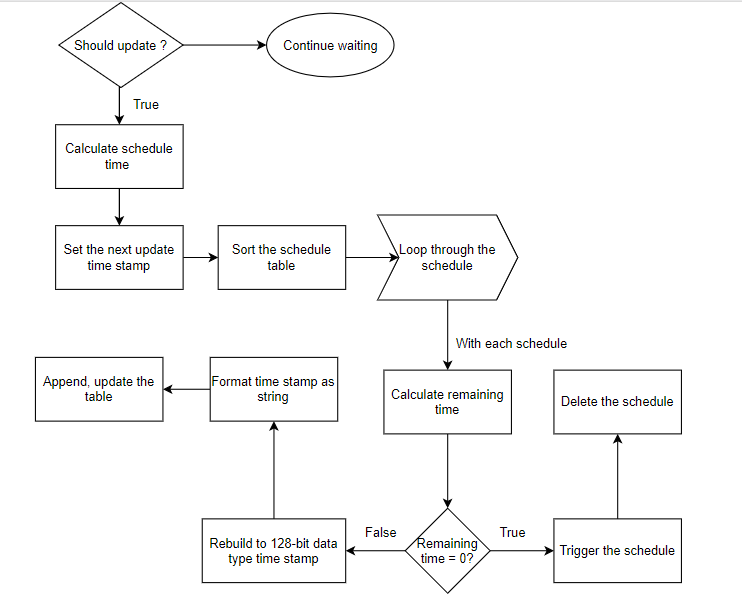 Should update ?
Continue waiting
True
Calculate schedule
time
Set the next update
time stamp
Sort the schedule
table
Loop through the
schedule
With each schedule
Append, update the
table
Format time stamp as
string
Calculate remaining
time
Delete the schedule
Rebuild to 128-bit data
type time stamp
False
Remaining
time = 0?
True
Trigger the schedule